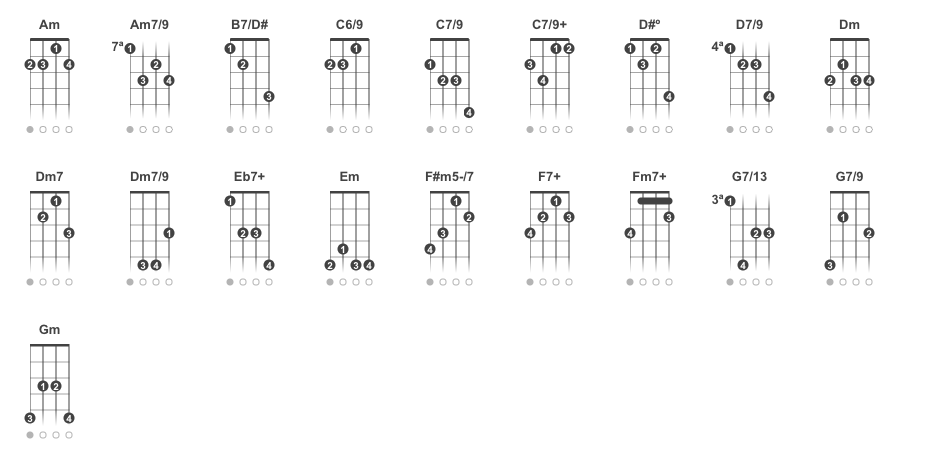 Am Am7/9 B7/D# C6/9 C7/9 C7/9+ D#º D7/9 Dm
1 7ª 1 1 1 1 2 1 2 4ª 1
2 3 4 2 2 2 3 1 3 3 2 3 1
3 4 2 3 4 2 3 4
3 4 4
4
Dm7 Dm7/9 Eb7+ Em F#m5-/7 F7+ Fm7+ G7/13 G7/9
1 1 1 1 3ª 1
2 2 2 3 3 1
3 1 2 3 3 4 4 2 3 2
1 4
3 4 4 2 3 4 4 3
Gm
1 2
3 4